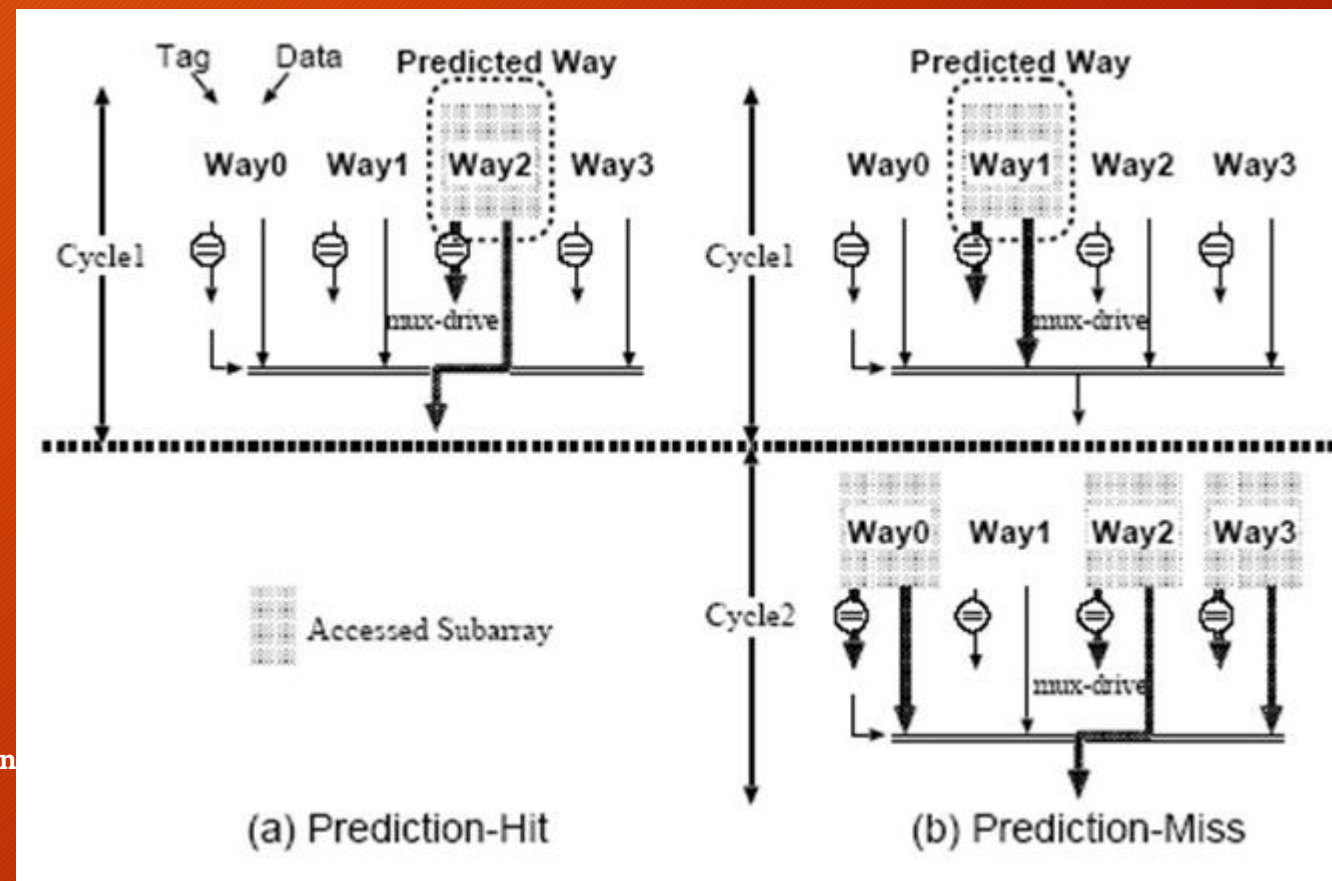 Tag Data Predicted Way
Way0 Way1 Way2 Way3
Cycle1
mux-drive
Predicted Way
Way0 Way1 Way2 Way3
Cycle1
mux-drive
Accessed Subarray
Way0 Way1 Way2 Way3
Cycle2
mux-drive
(a) Prediction-Hit
(b) Prediction-Miss